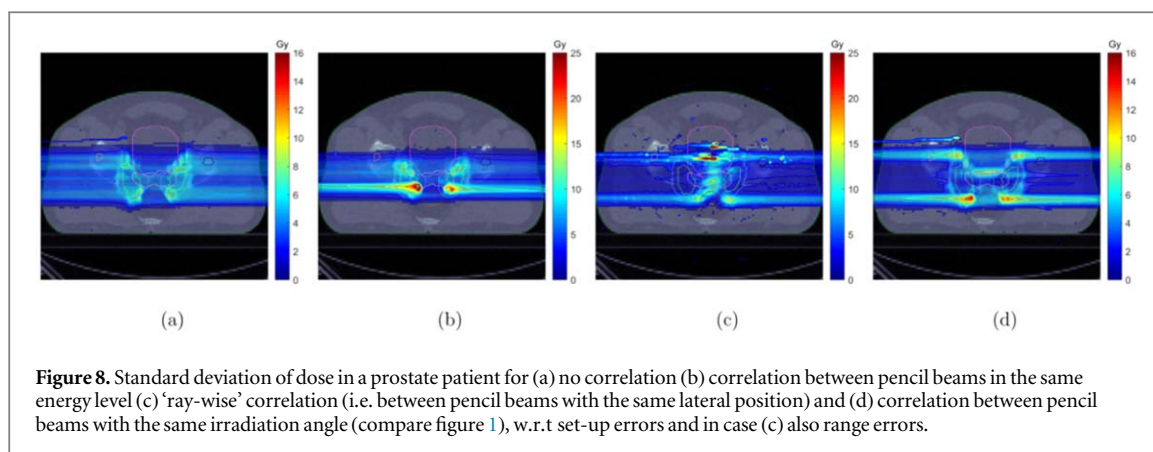 Gy
16
14
12
10
8
6
4
2
0
Gy
25
20
15
10
5
0
Gy
25
20
15
10
5
0
Gy
16
14
12
10
8
6
4
2
0
(a)
(b)
(c)
(d)
Figure 8. Standard deviation of dose in a prostate patient for (a) no correlation (b) correlation between pencil beams in the same
energy level (c) ‘ray-wise’ correlation (i.e. between pencil beams with the same lateral position) and (d) correlation between pencil
beams with the same irradiation angle (compare figure 1), w.r.t set-up errors and in case (c) also range errors.